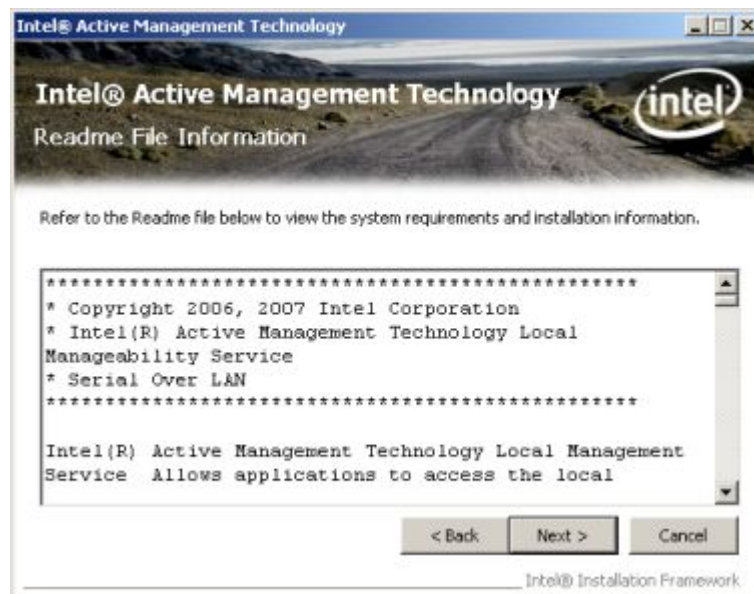 Intel® Active Management Technology
Intel® Active Management Technology
Readme File Information
intel
Refer to the Readme file below to view the system requirements and installation information.
**************************************************
* Copyright 2006, 2007 Intel Corporation
* Intel(R) Active Management Technology Local
Manageability Service
* Serial Over LAN
**************************************************
Intel(R) Active Management Technology Local Management
Service  Allows applications to access the local
< Back
Next >
Cancel
Intel® Installation Framework